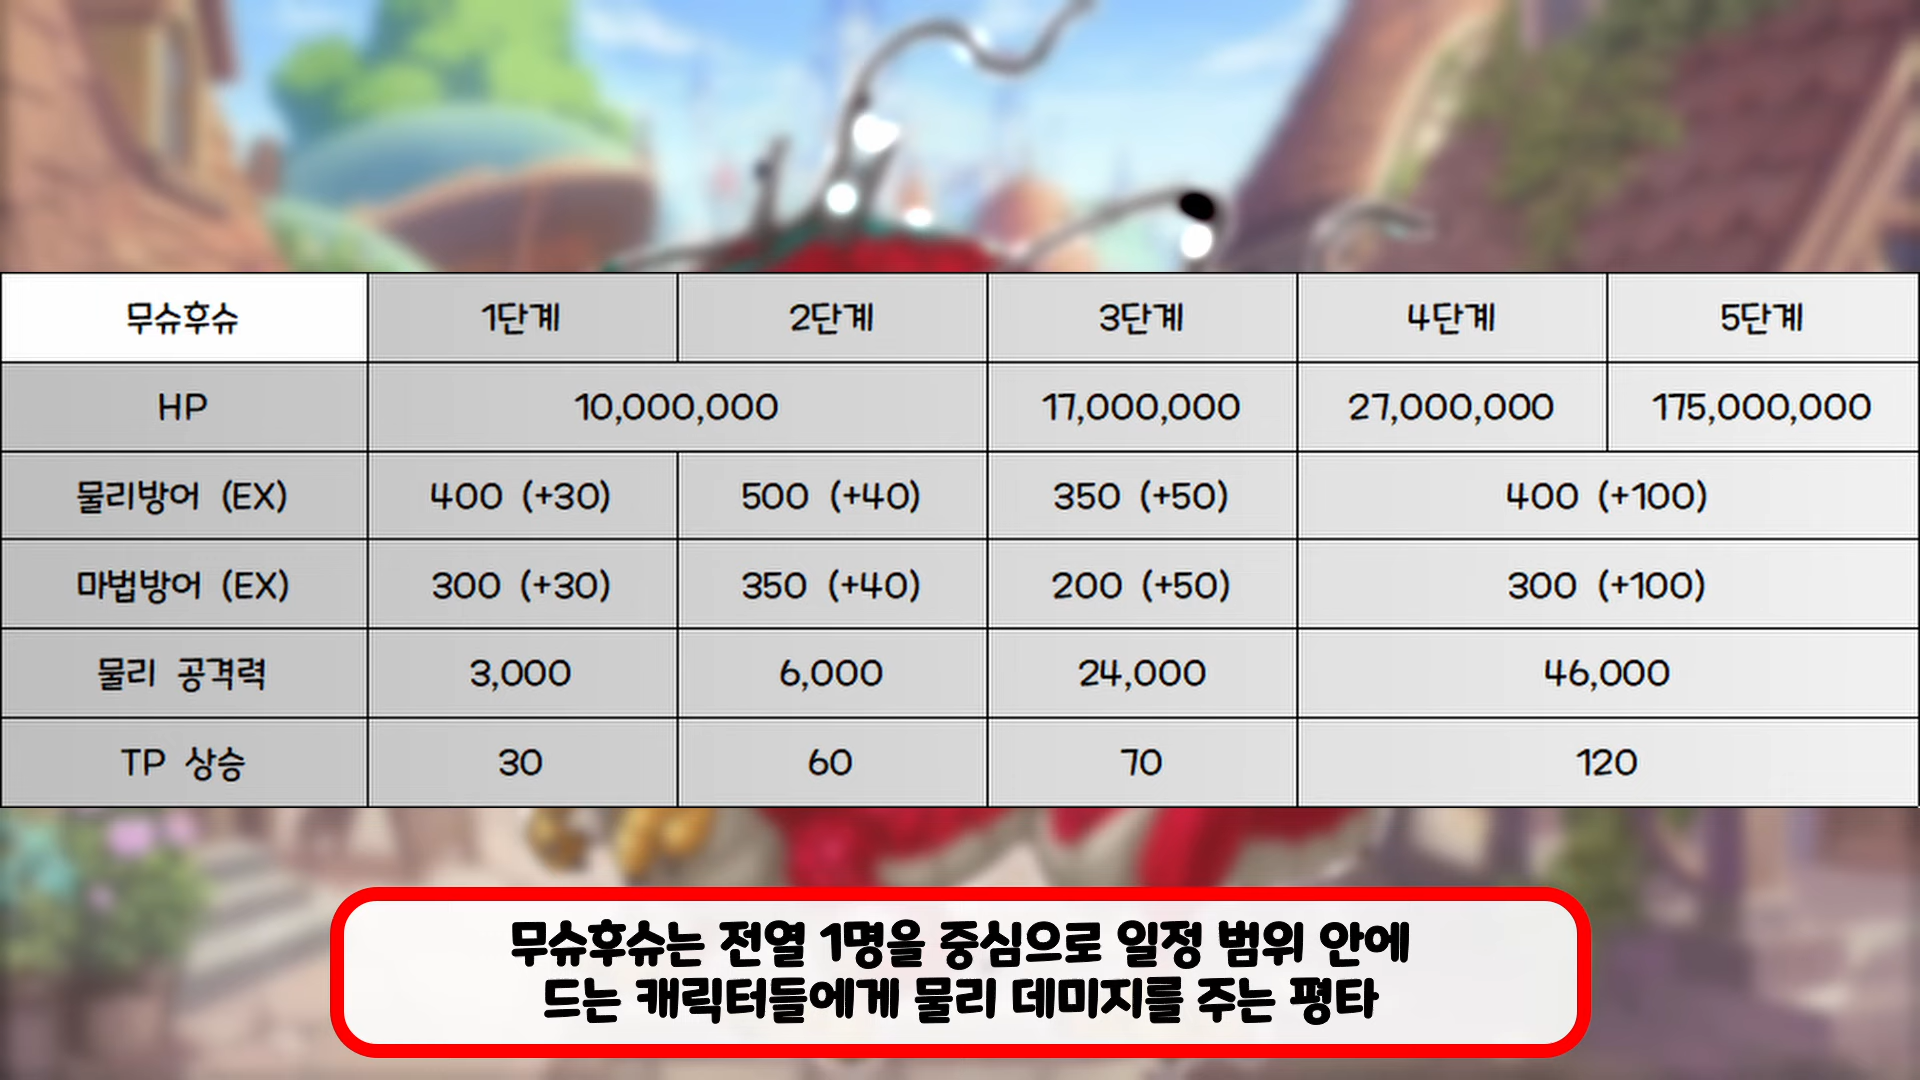 무슈후슈 1단계 2단계 3단계 4단계 5단계
HP 10,000,000 17,000,000 27,000,000 175,000,000
물리방어 (EX) 400 (+30) 500 (+40) 350 (+50) 400 (+100)
마법방어 (EX) 300 (+30) 350 (+40) 200 (+50) 300 (+100)
물리 공격력 3,000 6,000 24,000 46,000
TP 상승 30 60 70 120
무슈후슈는 전열 1명을 중심으로 일정 범위 안에
드는 캐릭터들에게 물리 데미지를 주는 평타